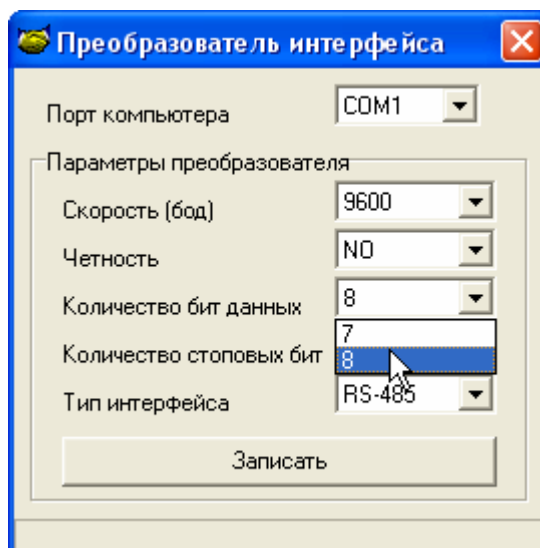 Преобразователь интерфейса
Порт компьютера COM1
Параметры преобразователя
Скорость (бод) 9600
Четность NO
Количество бит данных 8
7
Количество стоповых бит 8
Тип интерфейса RS-485
Записать